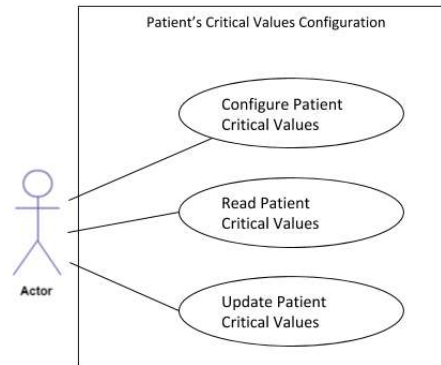 Patient’s Critical Values Configuration
Configure Patient
Critical Values
Read Patient
Critical Values
Actor
Update Patient
Critical Values